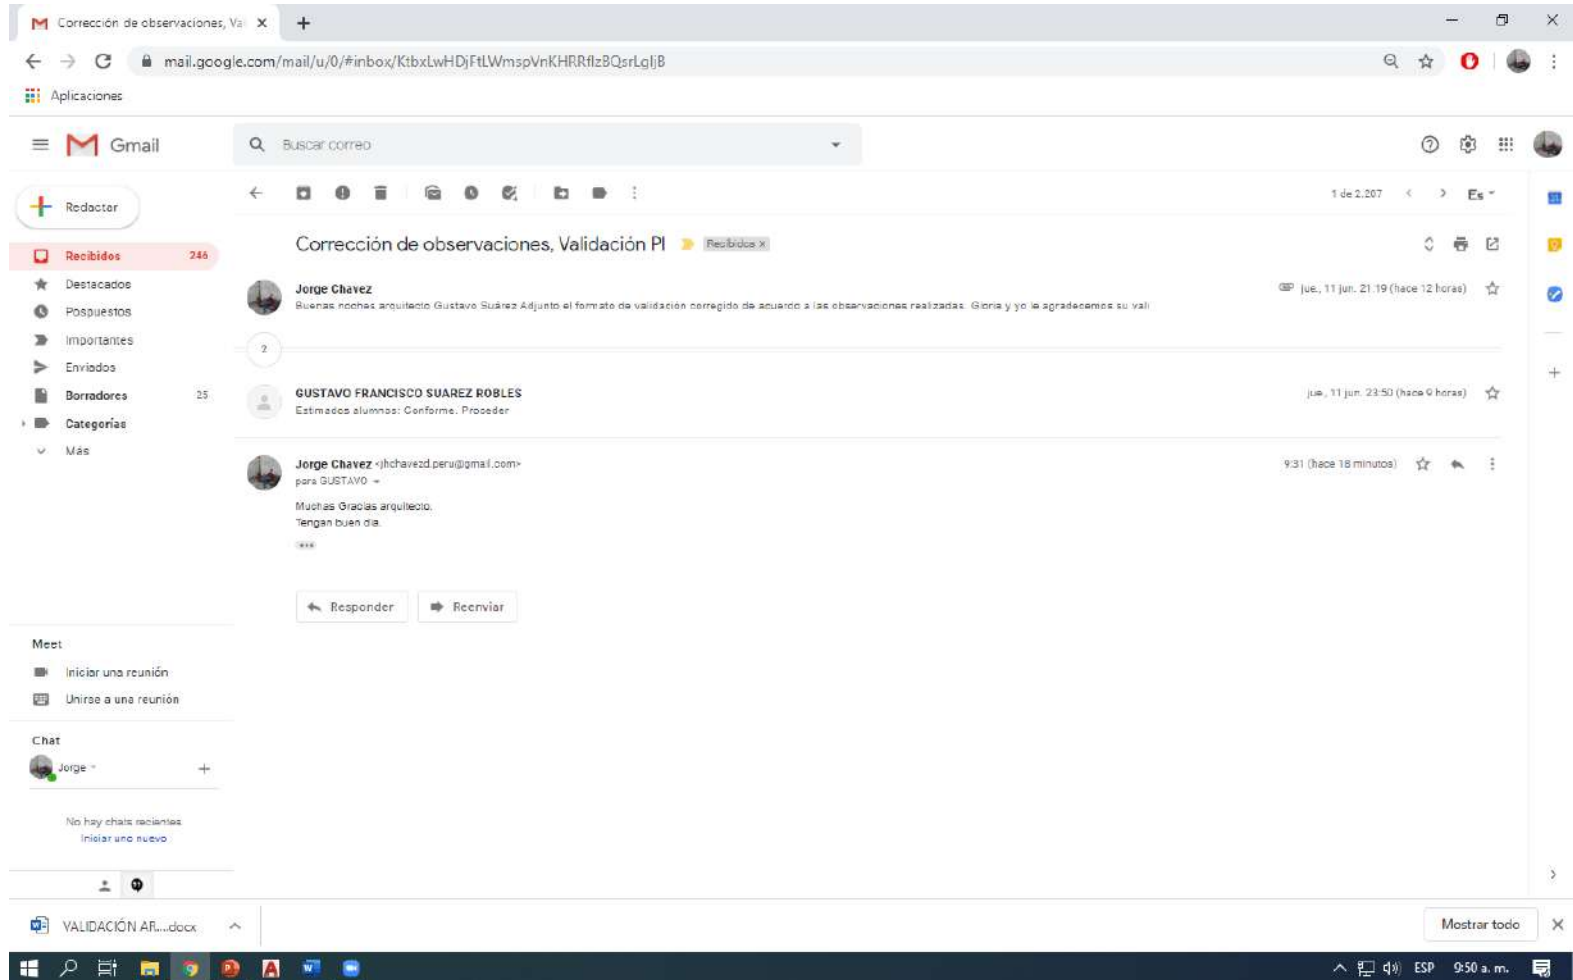 Corrección de observaciones, Va
mail.google.com/mail/u/0/#inbox/KtbxLwHDjFtLWmspVnKHRRflzBQsrLgljB
Aplicaciones
Gmail
Buscar correo
Redactar
1 de 2.207
Es
Corrección de observaciones, Validación PI
Recibidos x
Recibidos 246
Destacados
Pospuestos
Importantes
Enviados
Borradores 25
Categorías
Más
Jorge Chavez
jue., 11 jun. 21:19 (hace 12 horas)
Buenas noches arquitecto Gustavo Suárez Adjunto el formato de validación corregido de acuerdo a las observaciones realizadas. Gloria y yo le agradecemos su vali
2
GUSTAVO FRANCISCO SUAREZ ROBLES
jue., 11 jun. 23:50 (hace 9 horas)
Estimados alumnos: Conforme. Proceder
Jorge Chavez <jhchavezd.peru@gmail.com>
9:31 (hace 18 minutos)
para GUSTAVO
Muchas Gracias arquitecto.
Tengan buen día.
Responder
Reenviar
Meet
Iniciar una reunión
Unirse a una reunión
Chat
Jorge
No hay chats recientes
Iniciar uno nuevo
VALIDACIÓN AR....docx
Mostrar todo
ESP
9:50 a. m.